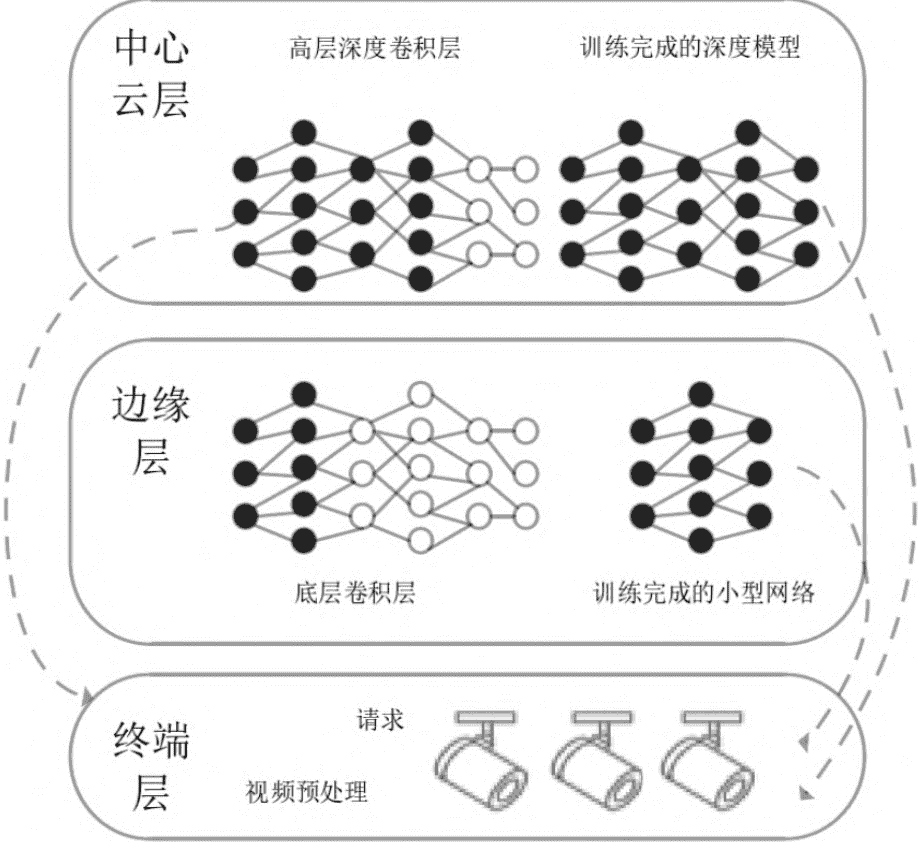 中心
云层
高层深度卷积层
训练完成的深度模型
边缘
层
底层卷积层
训练完成的小型网络
终端
层
请求
视频预处理